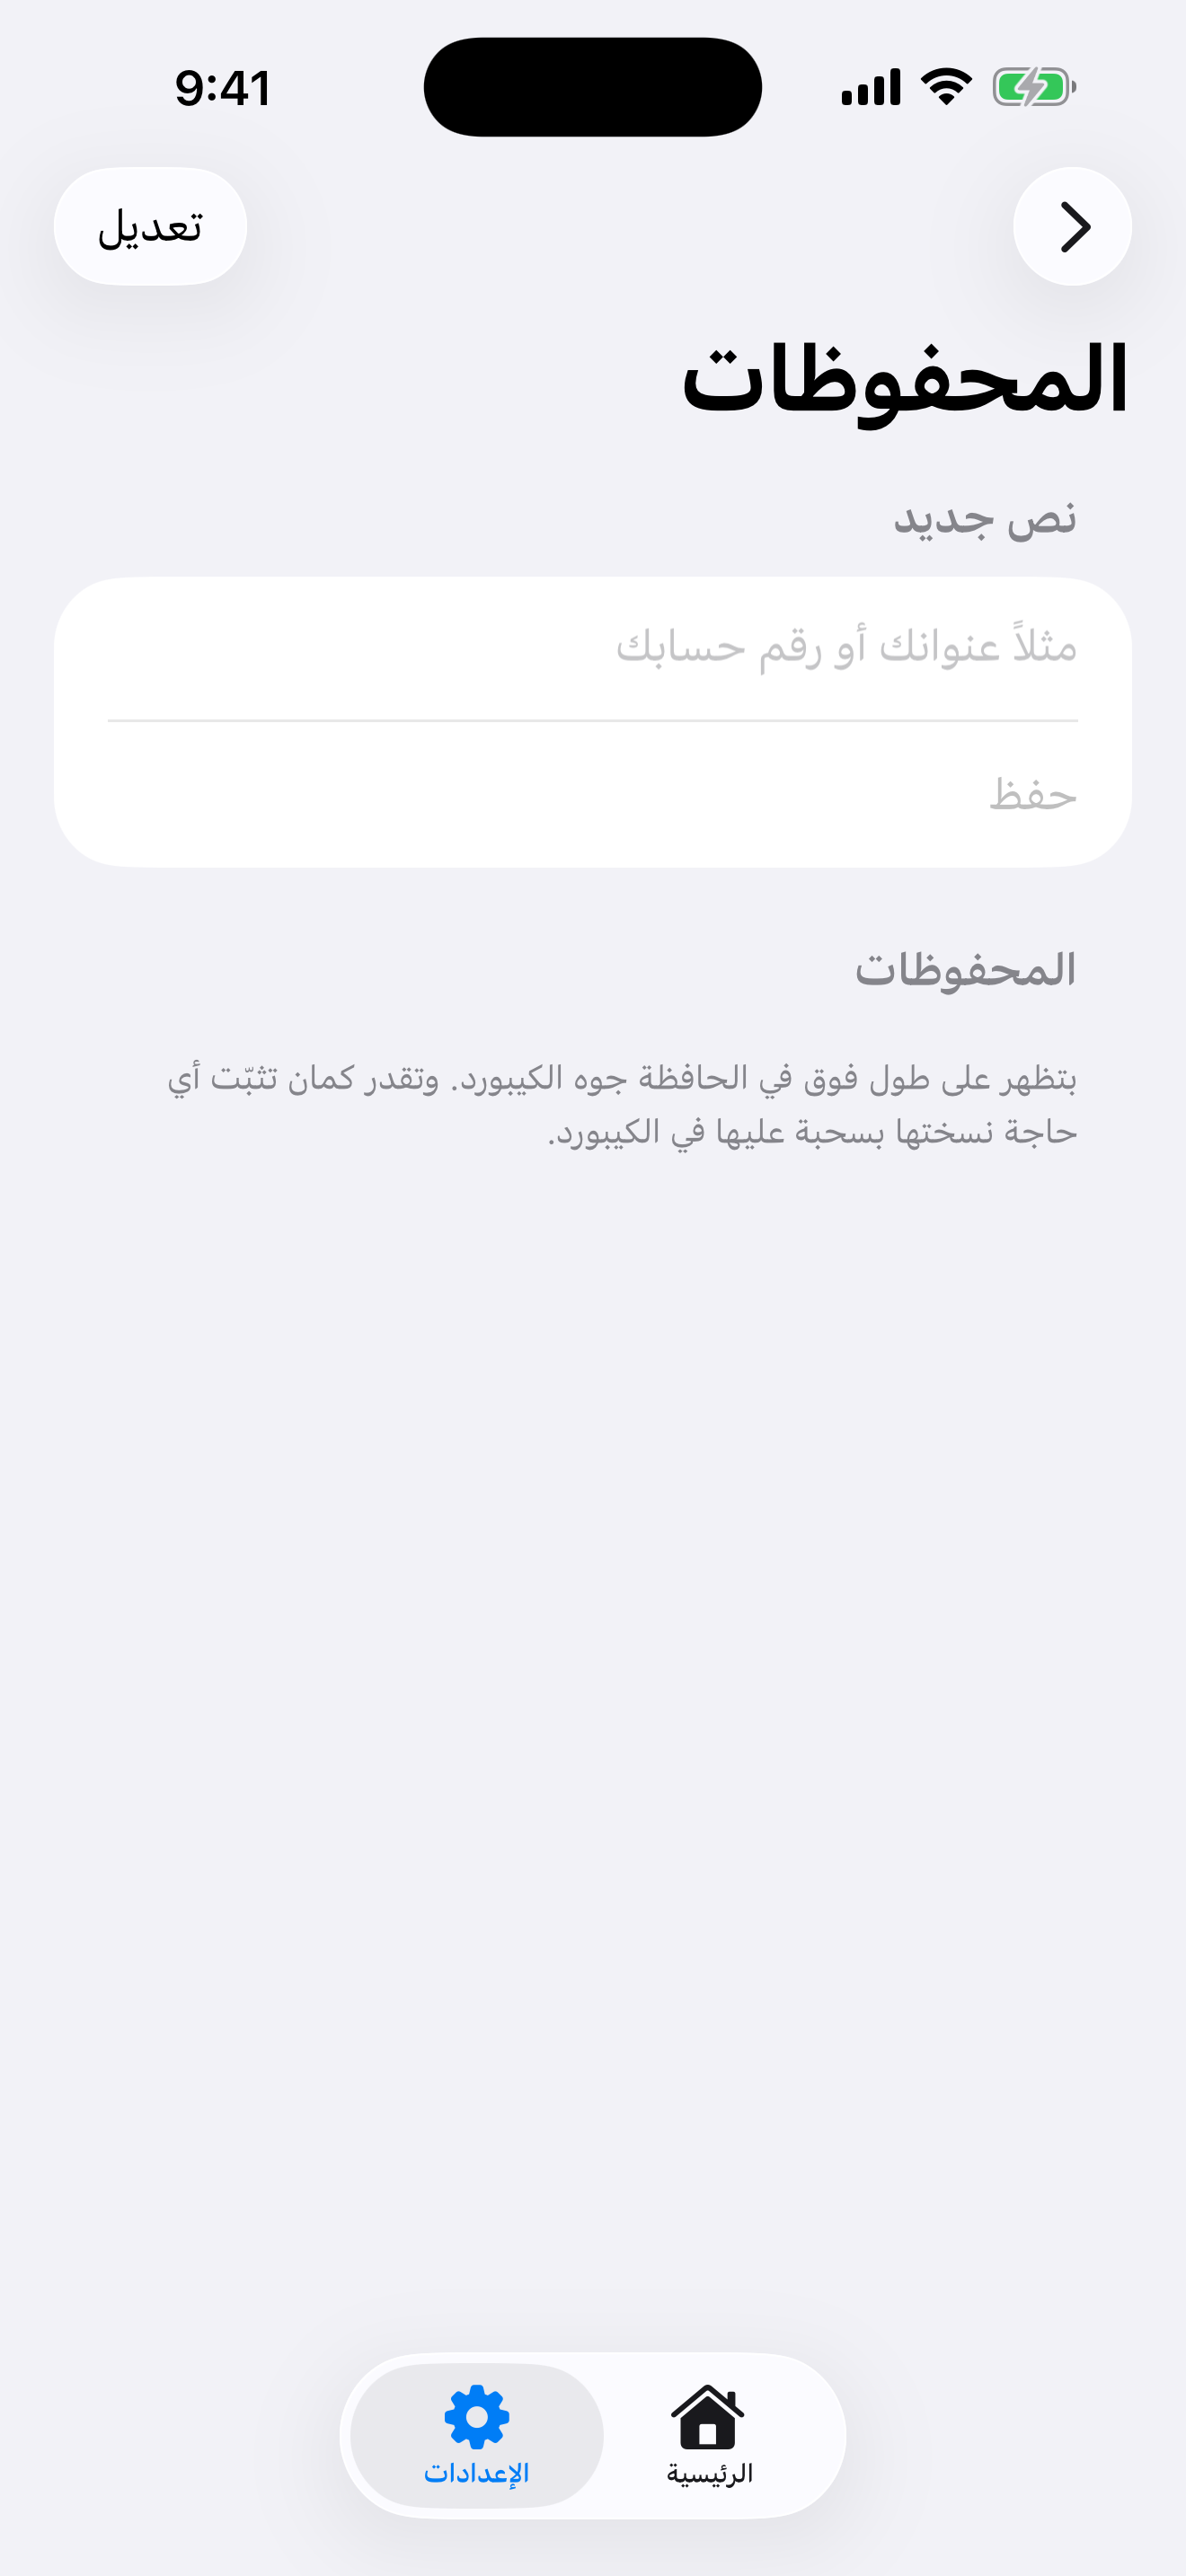 9:41
تعديل
المحفوظات
نص جديد
مثلاً عنوانك أو رقم حسابك
حفظ
المحفوظات
بتظهر على طول فوق في الحافظة جوه الكيبورد. وتقدر كمان تثبّت أي
حاجة نسختها بسحبة عليها في الكيبورد.
الرئيسية
الإعدادات